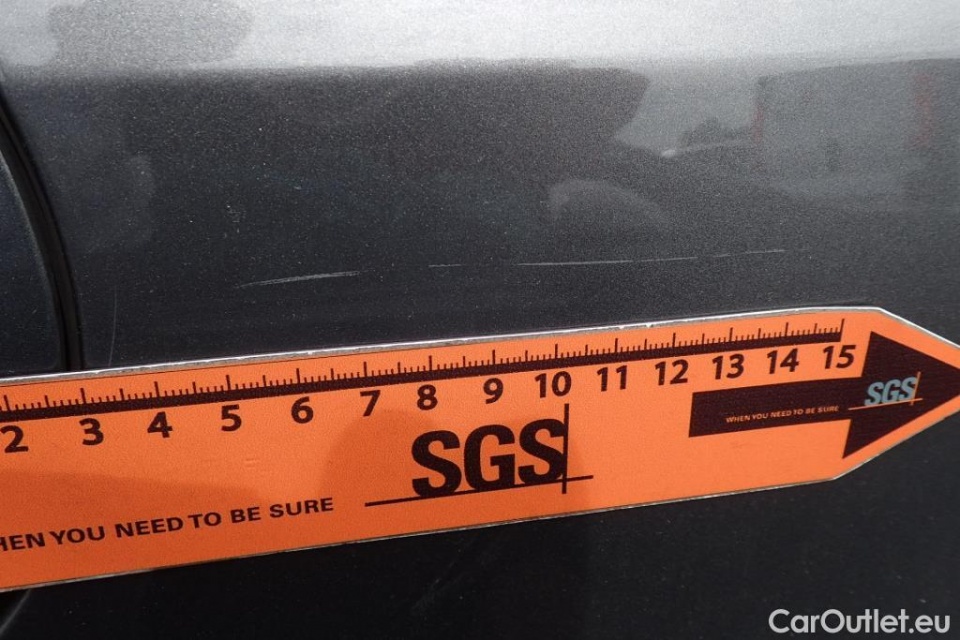 2 3 4 5 6 7 8 9 10 11 12 13 14 15
SGS
WHEN YOU NEED TO BE SURE
SGS
HEN YOU NEED TO BE SURE
CarOutlet.eu